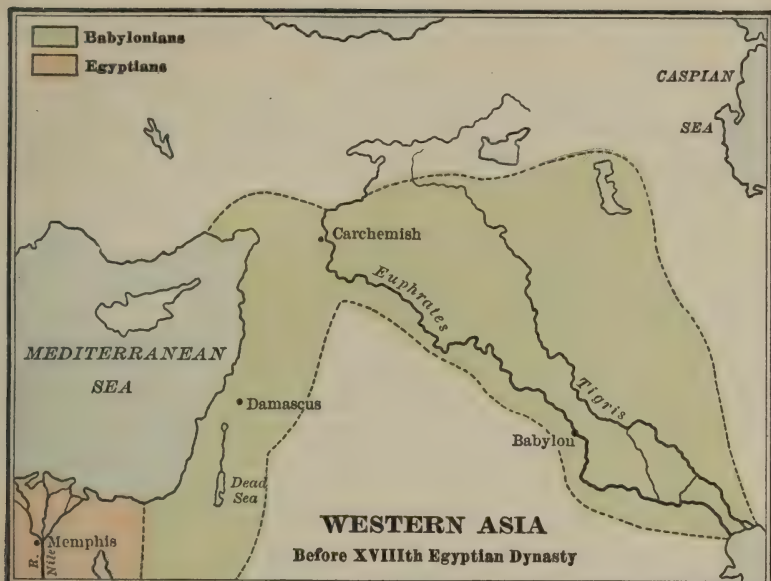 Babylonians
Egyptians
CASPIAN
SEA
Carchemish
Euphrates
MEDITERRANEAN
SEA
Damascus
Tigris
Babylon
Dead
Sea
WESTERN ASIA
Before XVIIIth Egyptian Dynasty
Memphis
R.
Nile